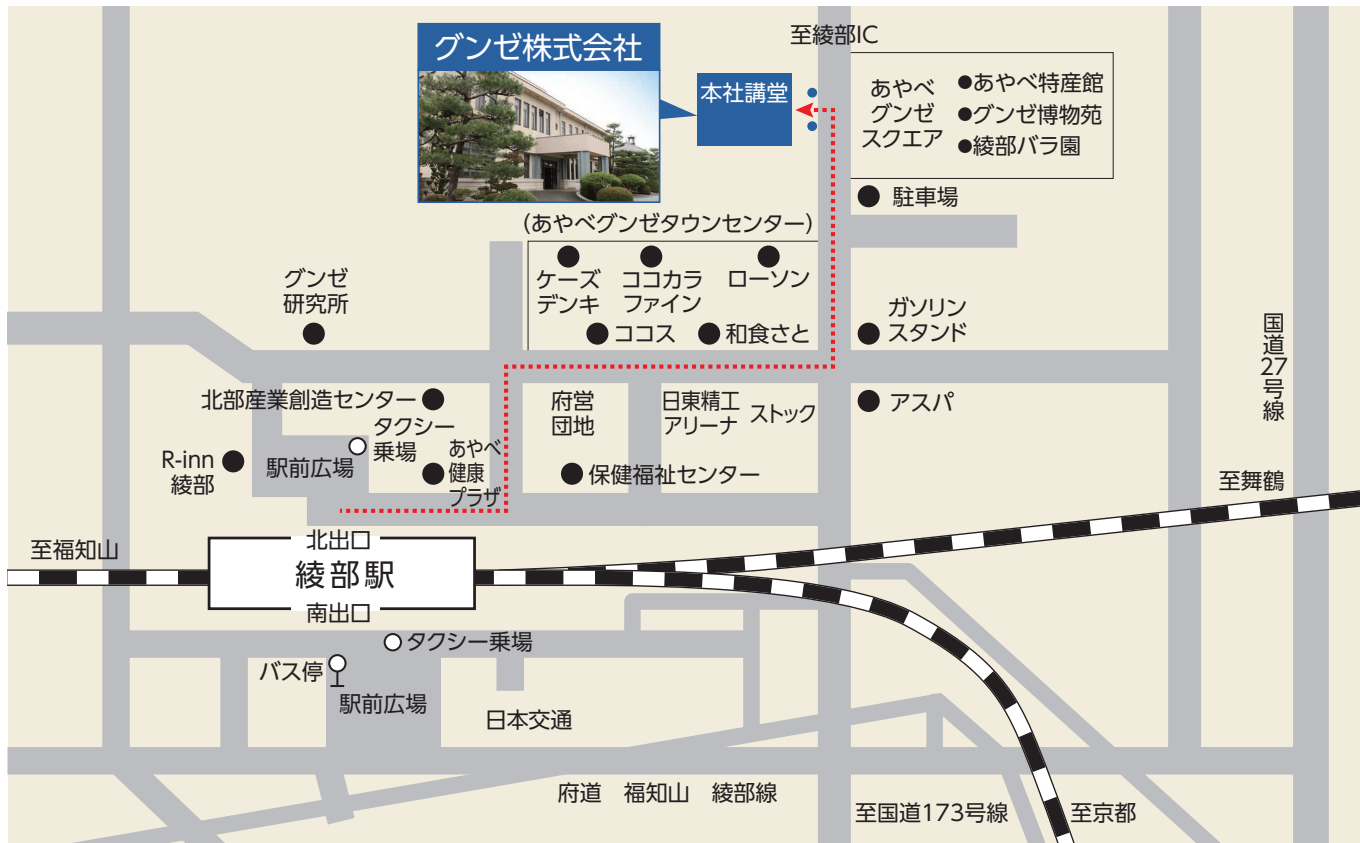 至綾部IC
グンゼ株式会社
本社講堂
あやべ
グンゼ
スクエア
●あやべ特産館
●グンゼ博物苑
●綾部バラ園
駐車場
(あやべグンゼタウンセンター)
ケーズ
デンキ
ココカラ
ファイン
ローソン
ココス
和食さと
グンゼ
研究所
ガソリン
スタンド
国道27号線
北部産業創造センター
タクシー
乗場
あやべ
健康
プラザ
府営
団地
日東精工
アリーナ
ストック
アスパ
R-inn
綾部
駅前広場
保健福祉センター
至舞鶴
至福知山
北出口
綾部駅
南出口
タクシー乗場
バス停
駅前広場
日本交通
府道 福知山 綾部線
至国道173号線
至京都